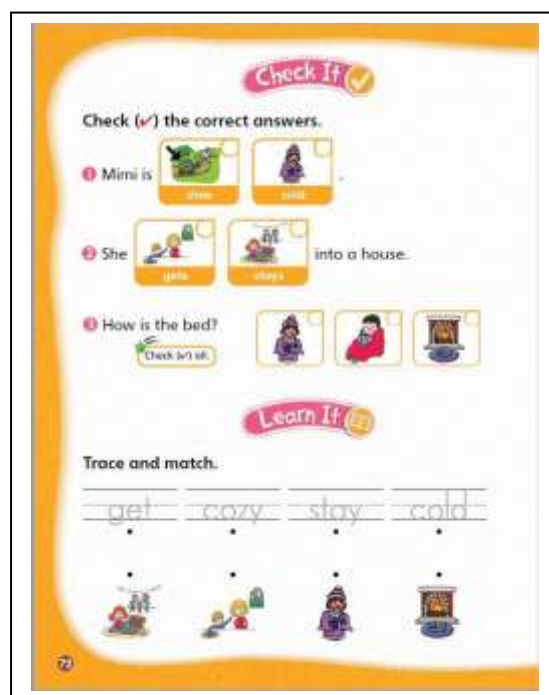 Check It
Check (✓) the correct answers.
1 Mimi is slow cold .
2 She gets stays into a house.
3 How is the bed?
Check (✓) all.
Learn It
Trace and match.
get cozy stay cold